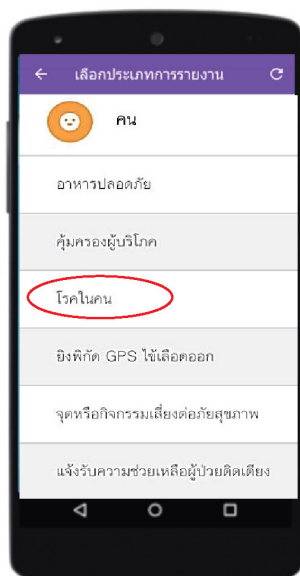 เลือกประเภทการรายงาน
คน
อาหารปลอดภัย
คุ้มครองผู้บริโภค
โรคในคน
ยิงพิกัด GPS ไข้เลือดออก
จุดหรือกิจกรรมเสี่ยงต่อภัยสุขภาพ
แจ้งรับความช่วยเหลือผู้ป่วยติดเตียง